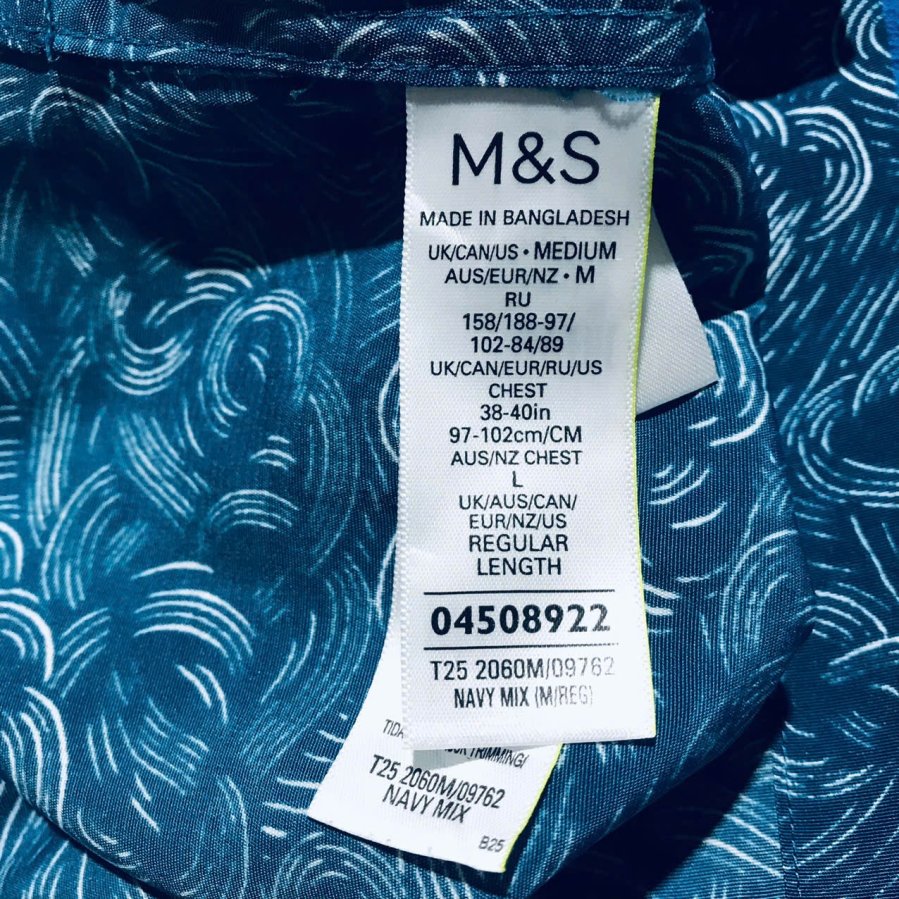 M&S
MADE IN BANGLADESH
UK/CAN/US • MEDIUM
AUS/EUR/NZ • M
RU
158/188-97/
102-84/89
UK/CAN/EUR/RU/US
CHEST
38-40in
97-102cm/CM
AUS/NZ CHEST
L
UK/AUS/CAN/
EUR/NZ/US
REGULAR
LENGTH
04508922
T25 2060M/09762
NAVY MIX (M/REG)
TRIMMING/
T25 2060M/09762
NAVY MIX
B25